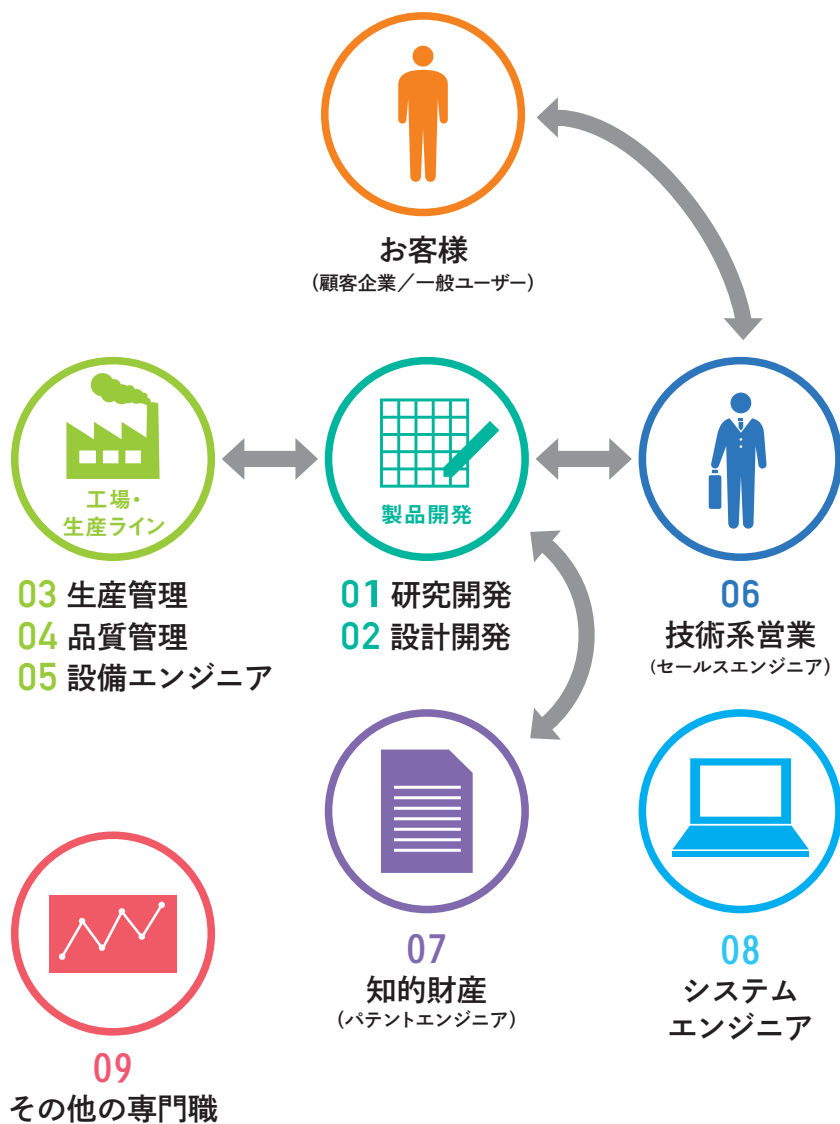 お客様
(顧客企業／一般ユーザー)
工場・
生産ライン
03 生産管理
04 品質管理
05 設備エンジニア
製品開発
01 研究開発
02 設計開発
06
技術系営業
(セールスエンジニア)
07
知的財産
(パテントエンジニア)
08
システム
エンジニア
09
その他の専門職